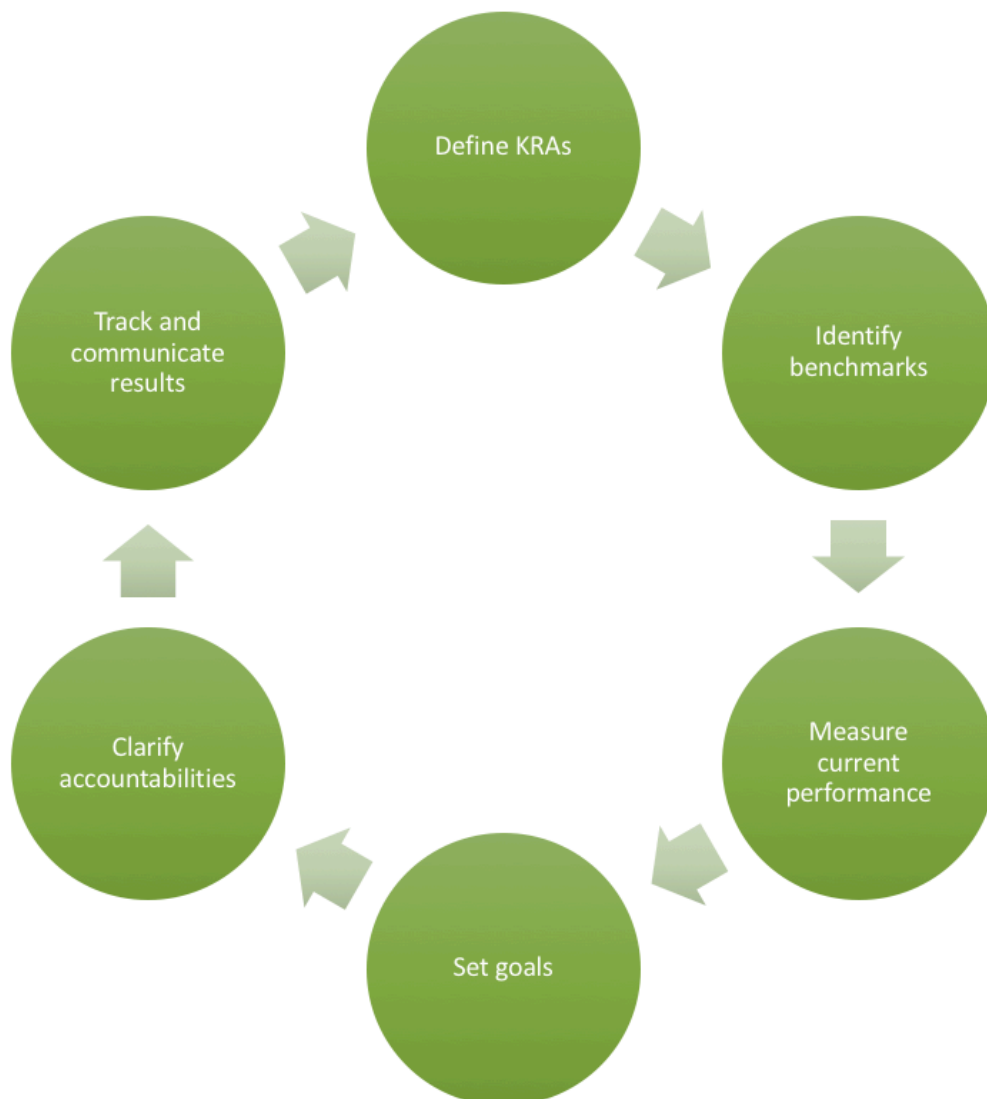 Define KRAs
Identify
benchmarks
Measure
current
performance
Set goals
Clarify
accountabilities
Track and
communicate
results